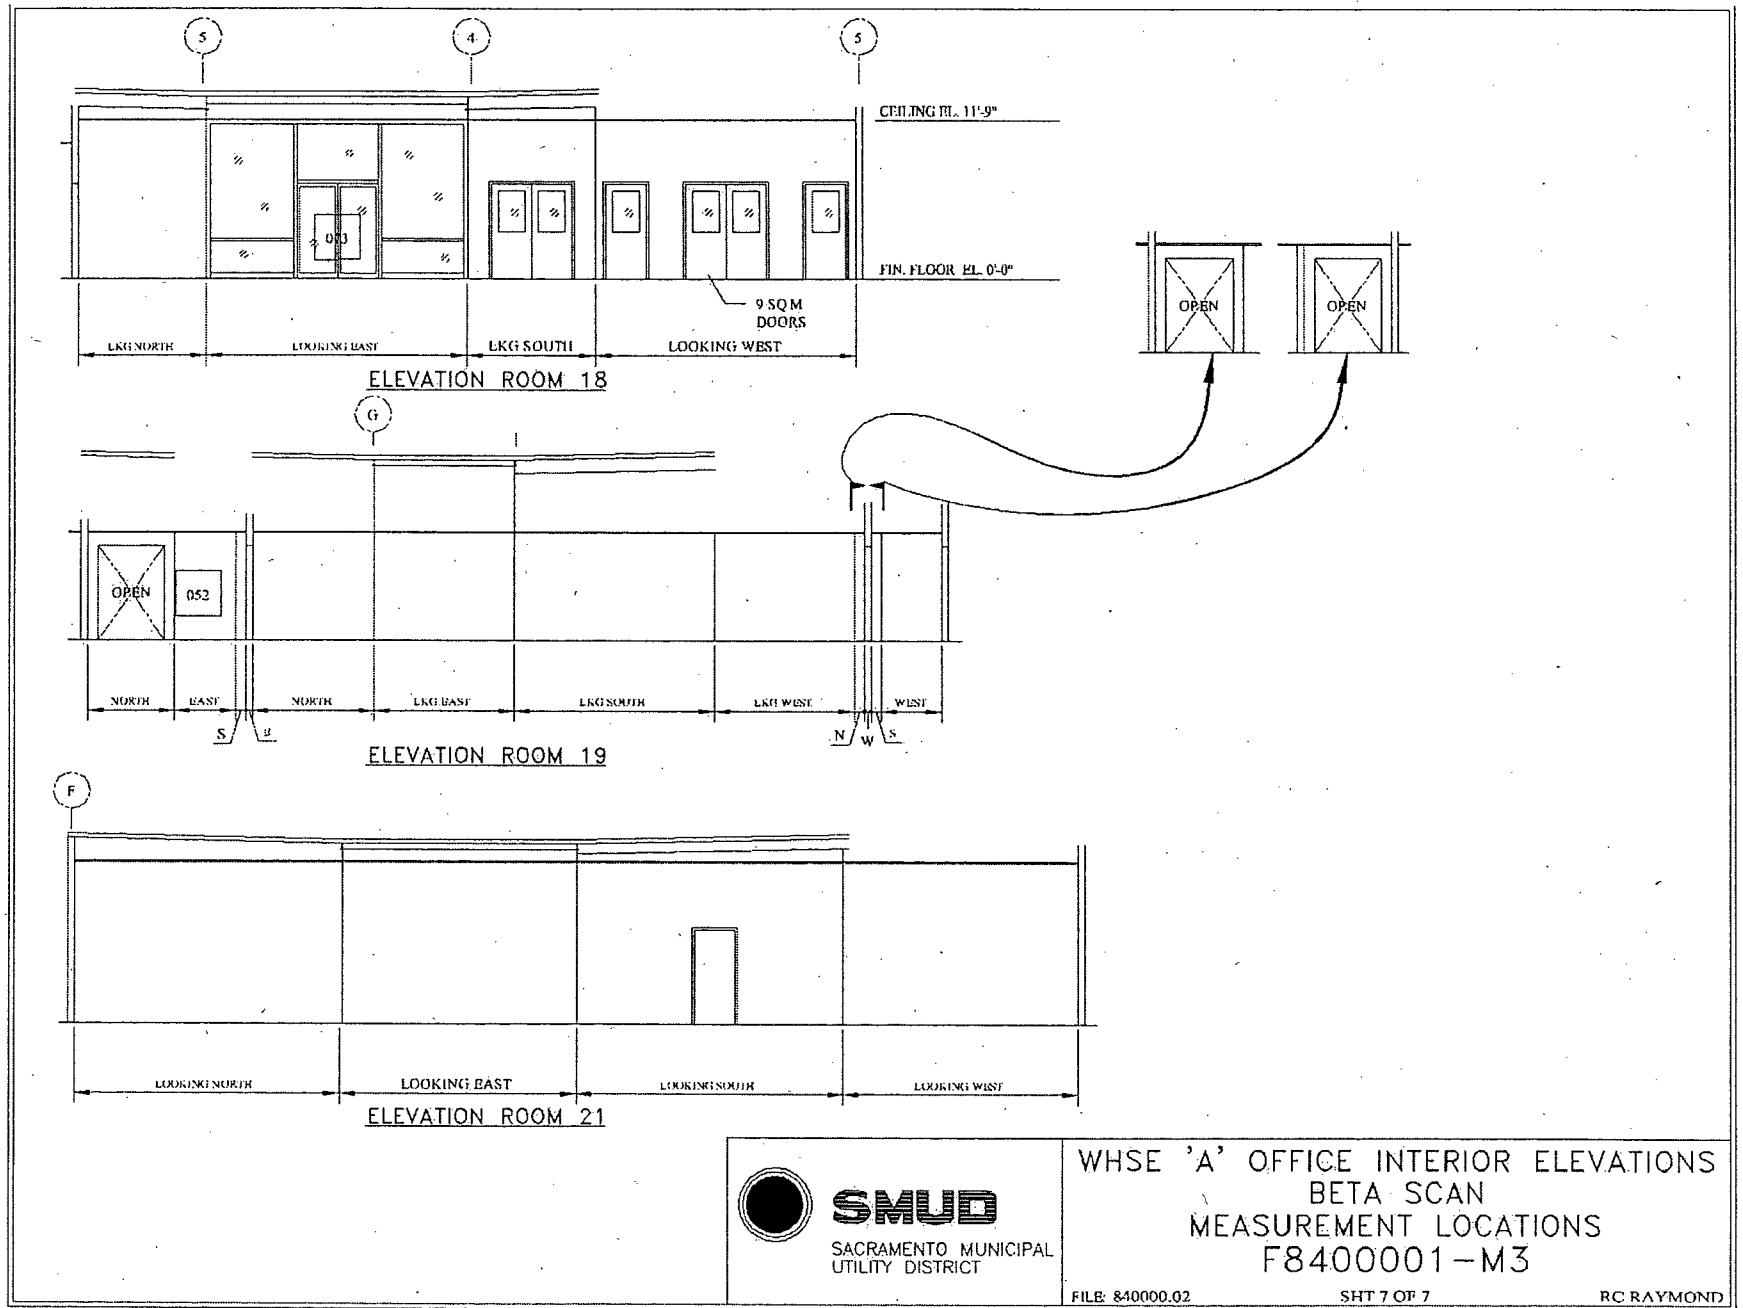 5
4
5
CEILING EL. 11'-9"
073
FIN. FLOOR EL. 0'-0"
9 SQ M
DOORS
LKG NORTH
LOOKING EAST
LKG SOUTH
LOOKING WEST
ELEVATION ROOM 18
OPEN
OPEN
G
OPEN
052
NORTH
EAST
NORTH
LKG EAST
LKG SOUTH
LKG WEST
WEST
S
E
N
W
S
ELEVATION ROOM 19
F
LOOKING NORTH
LOOKING EAST
LOOKING SOUTH
LOOKING WEST
ELEVATION ROOM 21
SMUD
SACRAMENTO MUNICIPAL
UTILITY DISTRICT
WHSE 'A' OFFICE INTERIOR ELEVATIONS
BETA SCAN
MEASUREMENT LOCATIONS
F8400001-M3
FILE: 840000.02
SHT 7 OF 7
RC RAYMOND